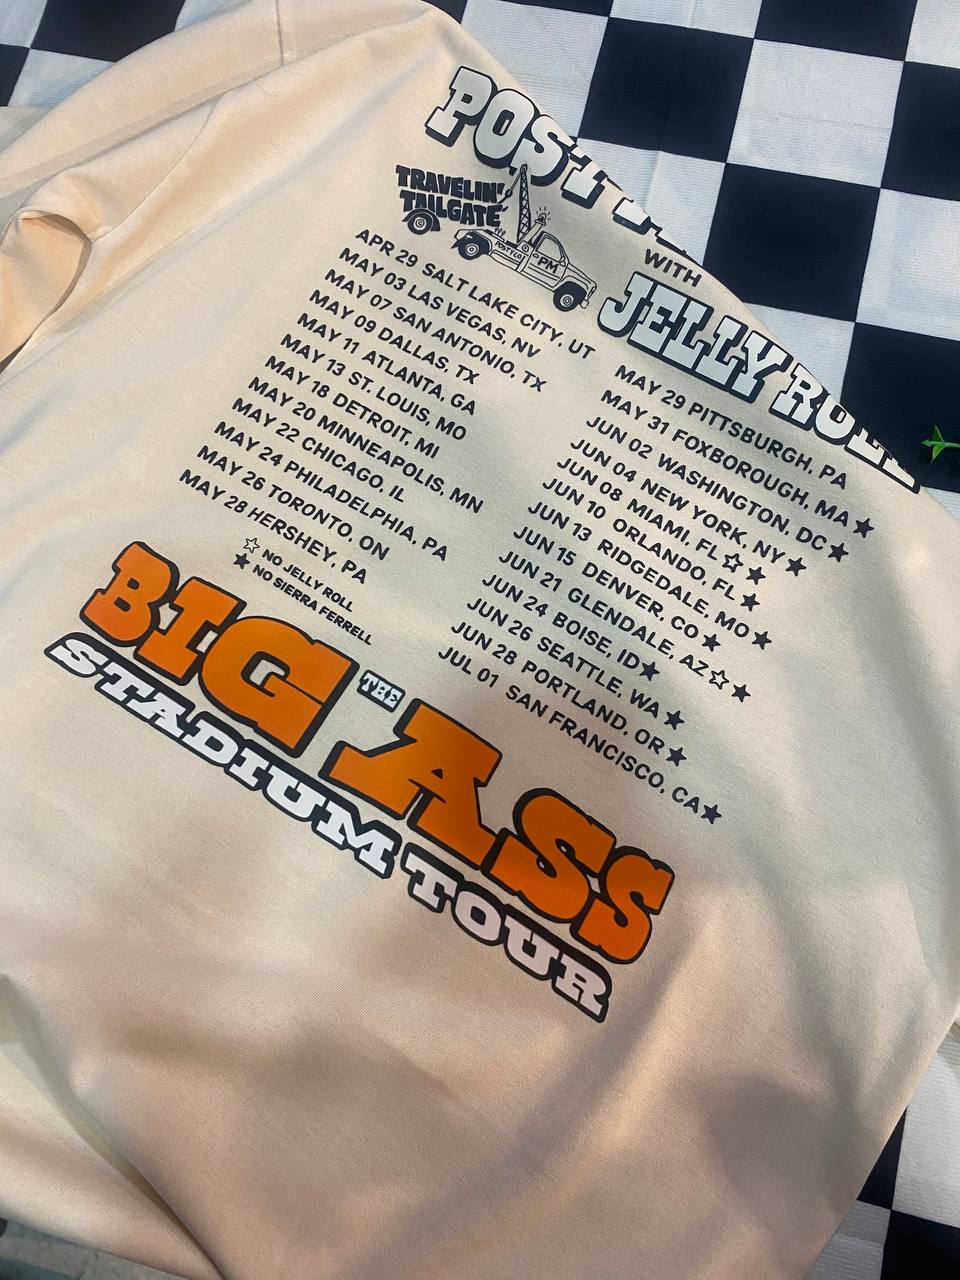 POST
TRAVELIN'
TAILGATE
POSTYCO
PM
WITH
JELLY ROLL
APR 29 SALT LAKE CITY, UT
MAY 03 LAS VEGAS, NV
MAY 07 SAN ANTONIO, TX
MAY 09 DALLAS, TX
MAY 11 ATLANTA, GA
MAY 13 ST. LOUIS, MO
MAY 18 DETROIT, MI
MAY 20 MINNEAPOLIS, MN
MAY 22 CHICAGO, IL
MAY 24 PHILADELPHIA, PA
MAY 26 TORONTO, ON
MAY 28 HERSHEY, PA
☆ NO JELLY ROLL
★ NO SIERRA FERRELL
MAY 29 PITTSBURGH, PA
MAY 31 FOXBOROUGH, MA ★
JUN 02 WASHINGTON, DC ★
JUN 04 NEW YORK, NY ★
JUN 08 MIAMI, FL ☆★
JUN 10 ORLANDO, FL ★
JUN 13 RIDGEDALE, MO ★
JUN 15 DENVER, CO ★
JUN 21 GLENDALE, AZ ☆★
JUN 24 BOISE, ID ★
JUN 26 SEATTLE, WA ★
JUN 28 PORTLAND, OR ★
JUL 01 SAN FRANCISCO, CA ★
BIG THE ASS
STADIUM TOUR